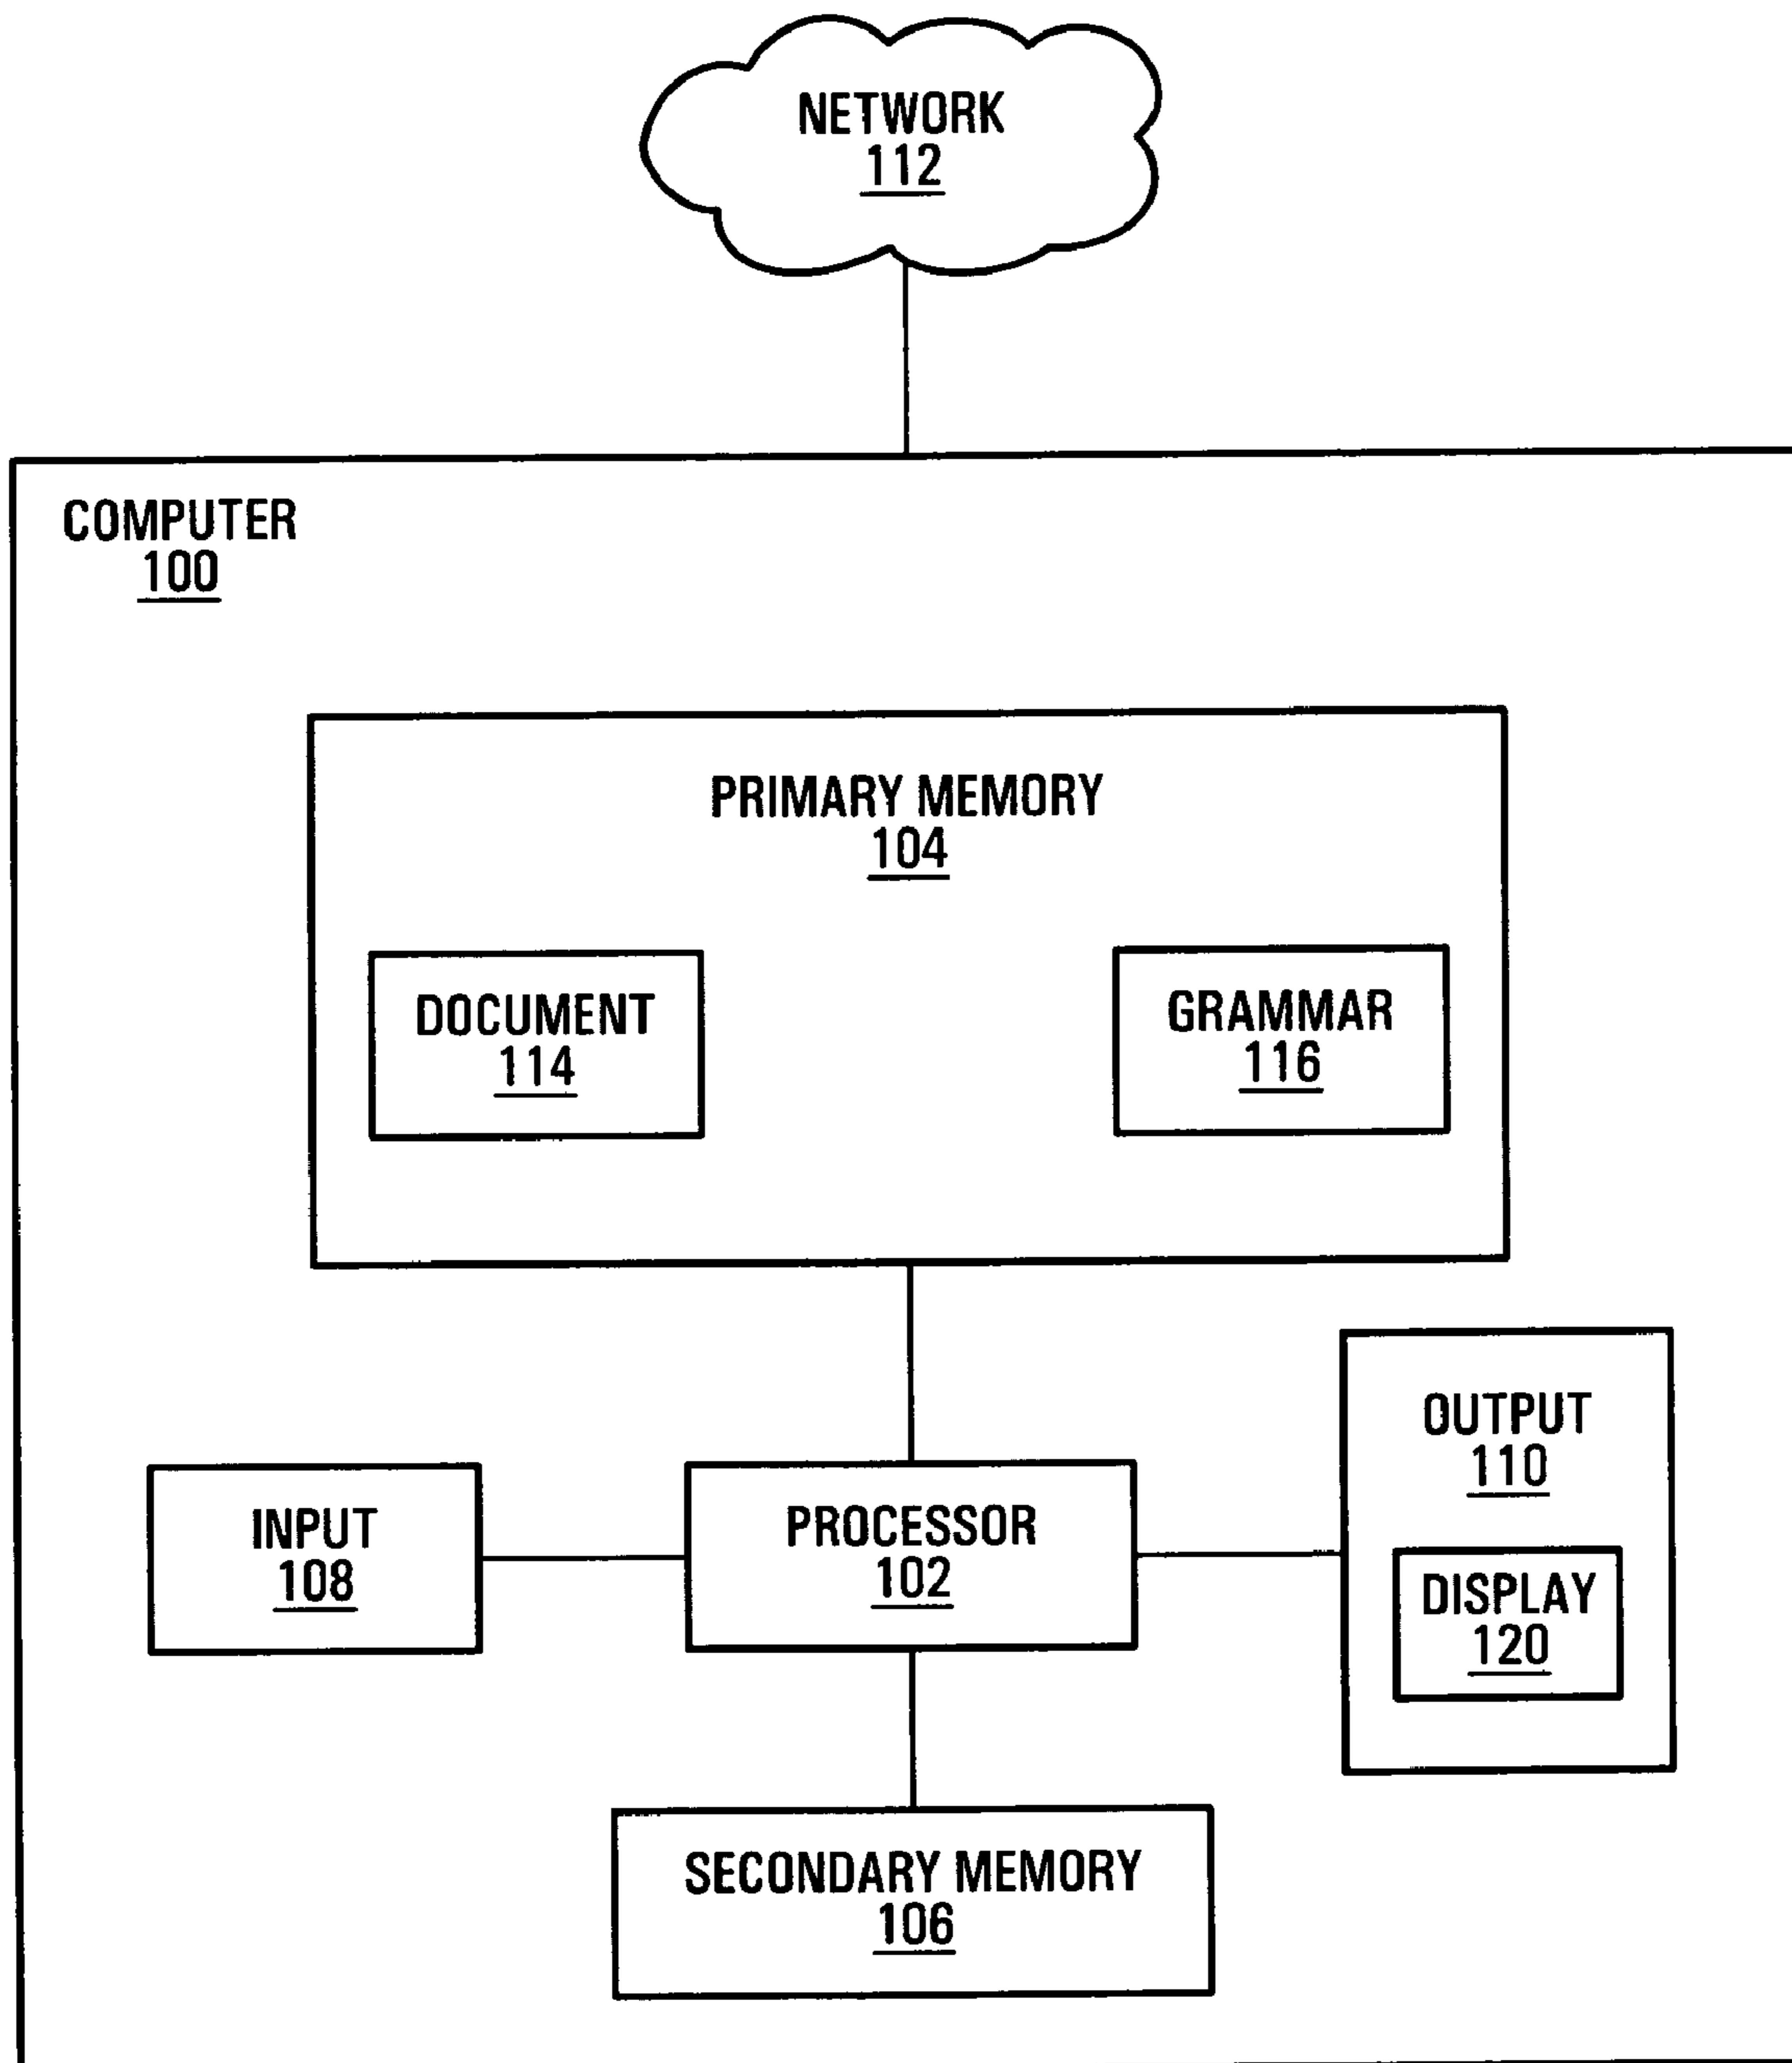 NETWORK
112
COMPUTER
100
PRIMARY MEMORY
104
DOCUMENT
114
GRAMMAR
116
OUTPUT
110
INPUT
108
PROCESSOR
102
DISPLAY
120
SECONDARY MEMORY
106